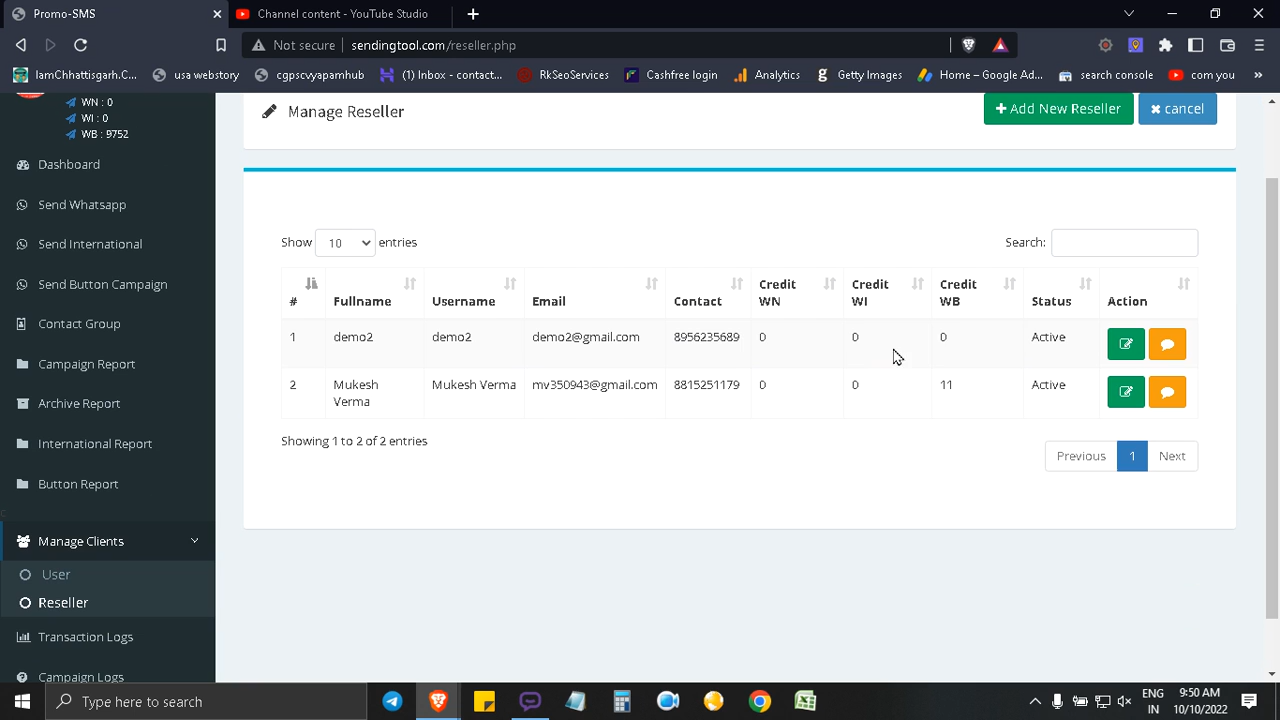 Promo-SMS
Channel content - YouTube Studio
Not secure
sendingtool.com/reseller.php
IamChhattisgarh.C...
usa webstory
cgpscvyapamhub
(1) Inbox - contact...
RkSeoServices
Cashfree login
Analytics
Getty Images
Home – Google Ad...
search console
com you
WN : 0
WI : 0
WB : 9752
Dashboard
Send Whatsapp
Send International
Send Button Campaign
Contact Group
Campaign Report
Archive Report
International Report
Button Report
Manage Clients
User
Reseller
Transaction Logs
Campaign Logs
Manage Reseller
+ Add New Reseller
cancel
Show 10 entries
Search:
# Fullname Username Email Contact Credit WN Credit WI Credit WB Status Action
1 demo2 demo2 demo2@gmail.com 8956235689 0 0 0 Active
2 Mukesh Verma Mukesh Verma mv350943@gmail.com 8815251179 0 0 11 Active
Showing 1 to 2 of 2 entries
Previous 1 Next
Type here to search
ENG
IN
9:50 AM
10/10/2022